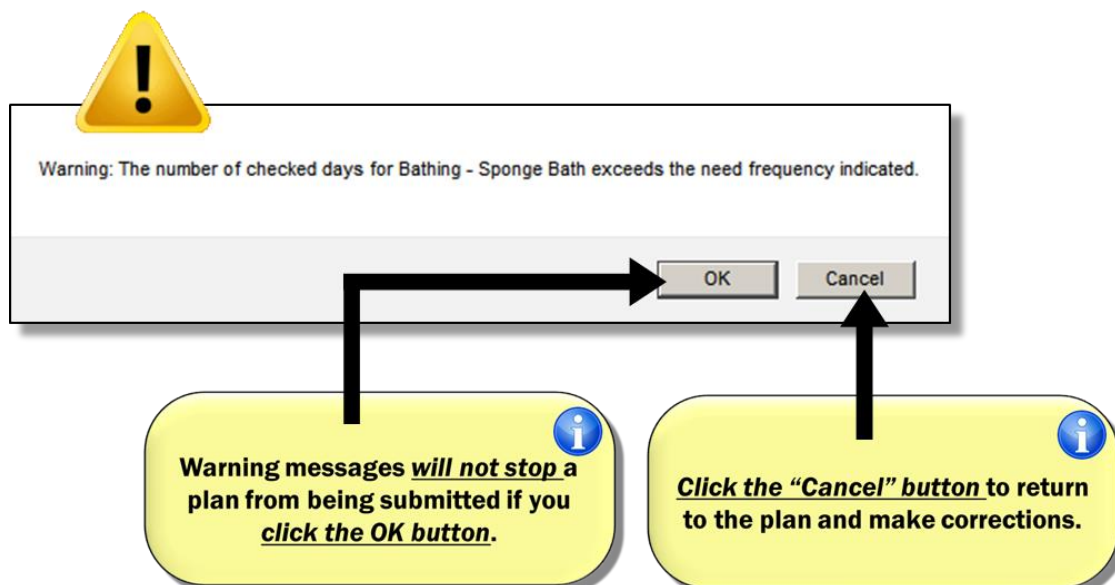 !
Warning: The number of checked days for Bathing - Sponge Bath exceeds the need frequency indicated.
OK
Cancel
i
Warning messages will not stop a
plan from being submitted if you
click the OK button.
i
Click the “Cancel” button to return
to the plan and make corrections.